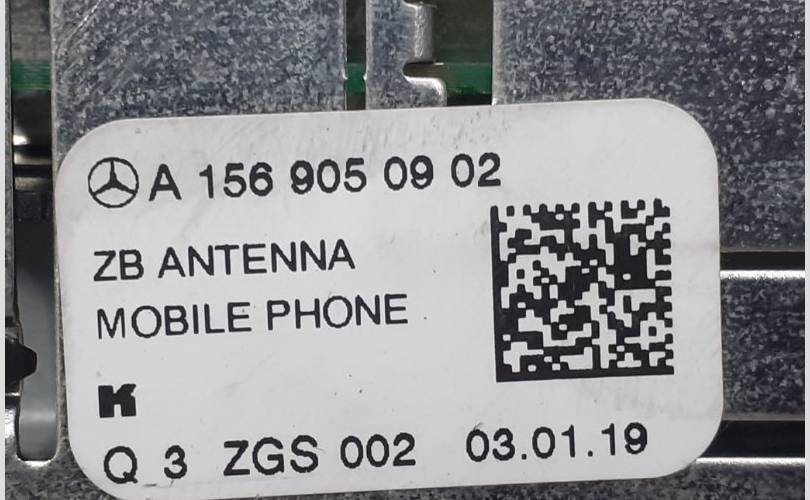 A 156 905 09 02
ZB ANTENNA
MOBILE PHONE
K
Q 3 ZGS 002 03.01.19